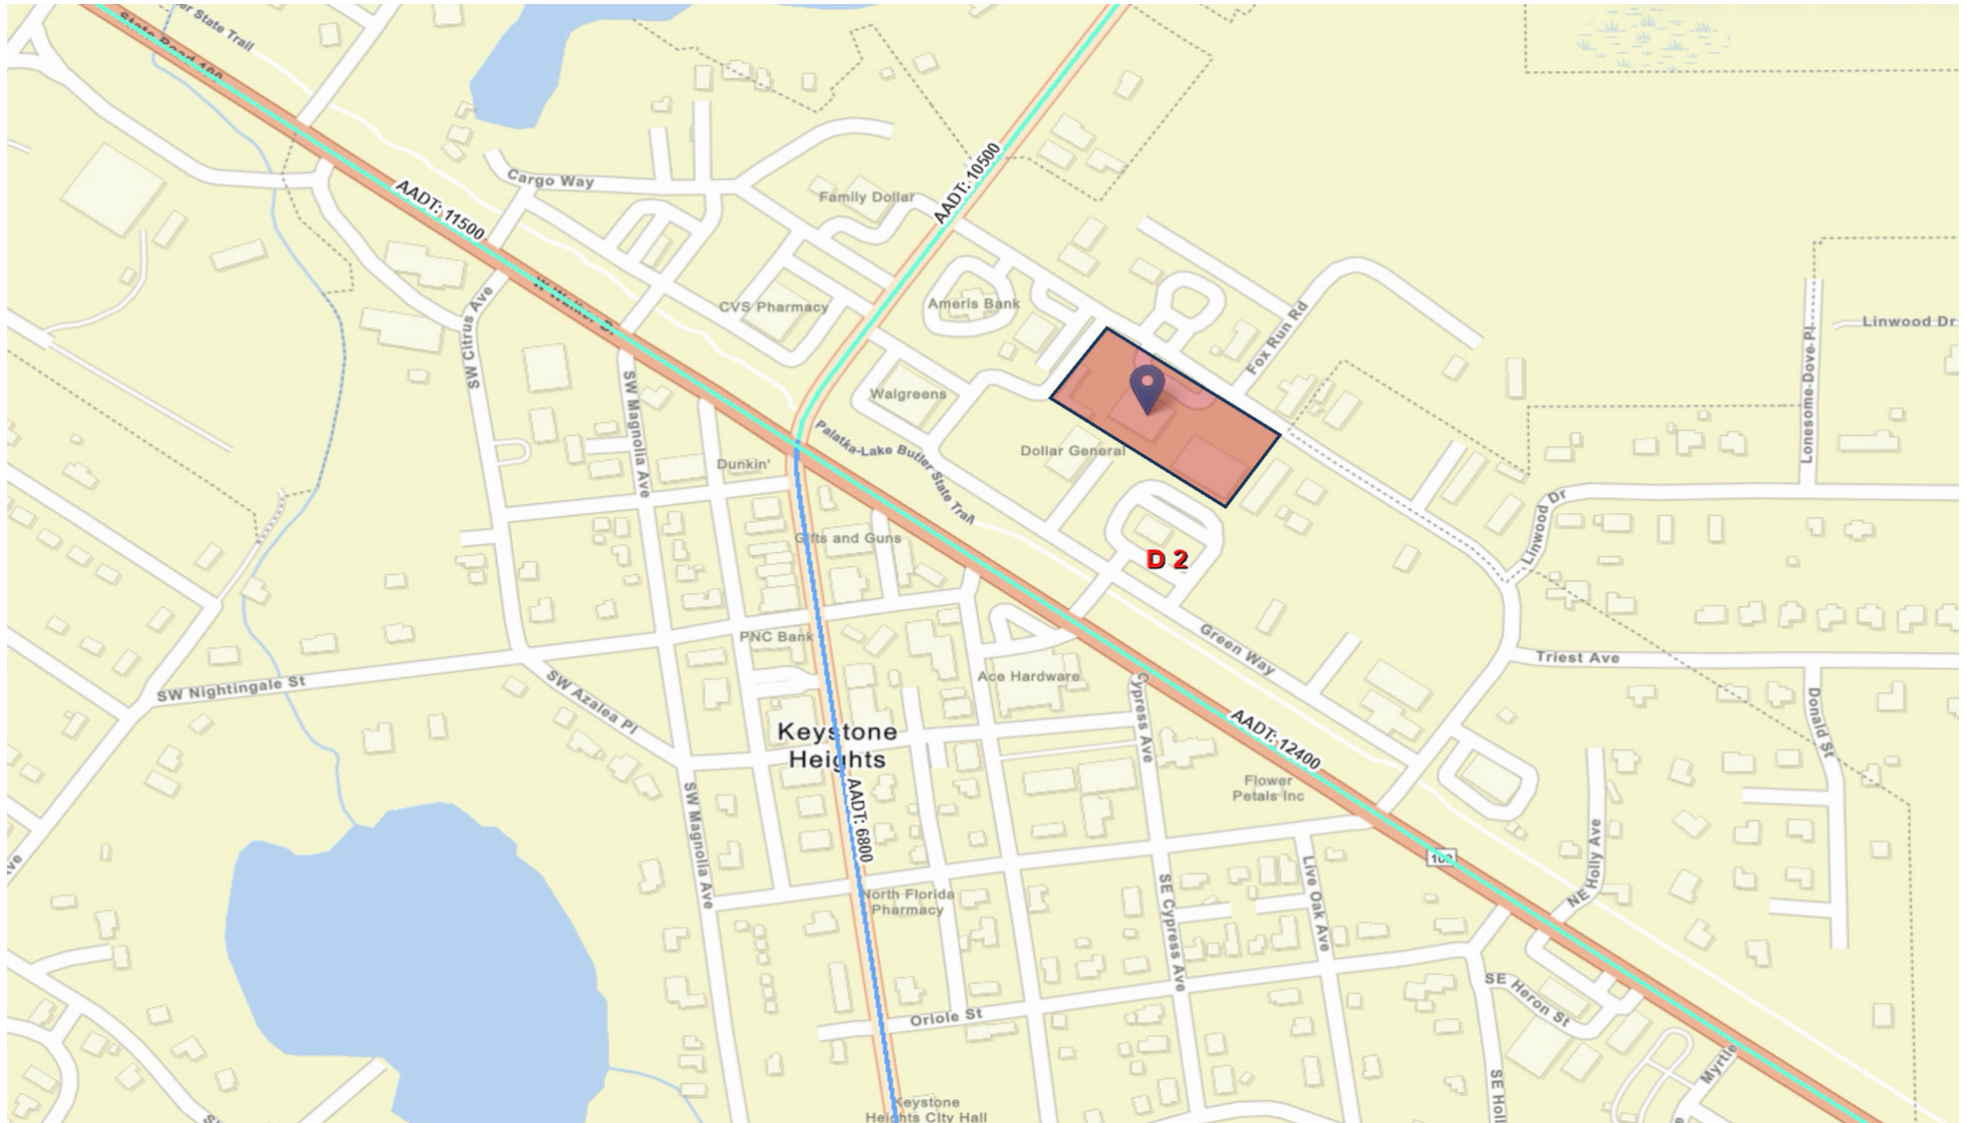 er State Trail
State Road 100
AADT: 11500
Cargo Way
Family Dollar
AADT: 10500
CVS Pharmacy
Ameris Bank
W Walker Dr
SW Citrus Ave
SW Magnolia Ave
Walgreens
Fox Run Rd
Linwood Dr
Lonesome-Dove-Pl
Dunkin'
Palatka-Lake Butler State Trail
Dollar General
Linwood Dr
Gifts and Guns
D 2
PNC Bank
Green Way
Triest Ave
SW Nightingale St
SW Azalea Pl
Ace Hardware
Cypress Ave
Donald St
Keystone
Heights
AADT: 12400
AADT: 6800
Flower
Petals Inc
SW Magnolia Ave
100
NE Holly Ave
Live Oak Ave
ve
North Florida
Pharmacy
SE Cypress Ave
SE Heron St
Oriole St
Myrtle
SE Holl
Keystone
Heights City Hall